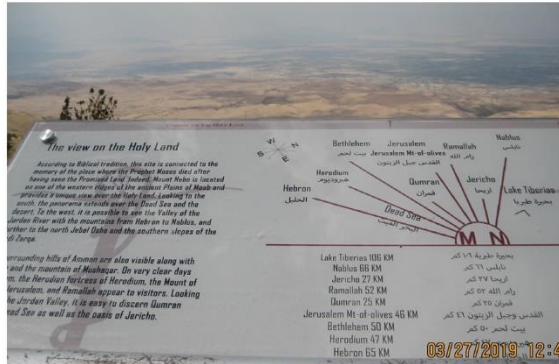 The view on the Holy Land
According to Biblical tradition, this site is connected to the
memory of the place where the Prophet Moses died after
having seen the Promised Land. Indeed, Mount Nebo is located
on one of the western ridges of the ancient Plains of Moab and
provides a unique view over the Holy Land. Looking to the
south, the panorama extends over the Dead Sea and the
desert. To the west, it is possible to see the Valley of the
Jordan River with the mountains from Hebron to Nablus, and
further to the north Jebel Osha and the southern slopes of the
Zarqa.
surrounding hills of Amman are also visible along with
and the mountain of Mushaqar. On very clear days
the Herodian fortress of Herodium, the Mount of
Jerusalem, and Ramallah appear to visitors. Looking
the Jordan Valley, it is easy to discern Qumran
Dead Sea as well as the oasis of Jericho.
W N
S E
Hebron
الخليل
Herodium
هيروديوم
Bethlehem
بيت لحم
Jerusalem
Jerusalem Mt-of-olives
القدس جبل الزيتون
Qumran
قمران
Ramallah
رام الله
Jericho
اريحا
Nablus
نابلس
Lake Tiberias
بحيرة طبريا
Dead Sea
البحر الميت
M N
Lake Tiberias 106 KM
Nablus 66 KM
Jericho 27 KM
Ramallah 52 KM
Qumran 25 KM
Jerusalem Mt-of-olives 46 KM
Bethlehem 50 KM
Herodium 47 KM
Hebron 65 KM
بحيرة طبرية ١٠٦ كم
نابلس ٦٦ كم
اريحا ٢٧ كم
رام الله ٥٢ كم
قمران ٢٥ كم
القدس وجبل الزيتون ٤٦ كم
بيت لحم ٥٠ كم
03/27/2019 12:4